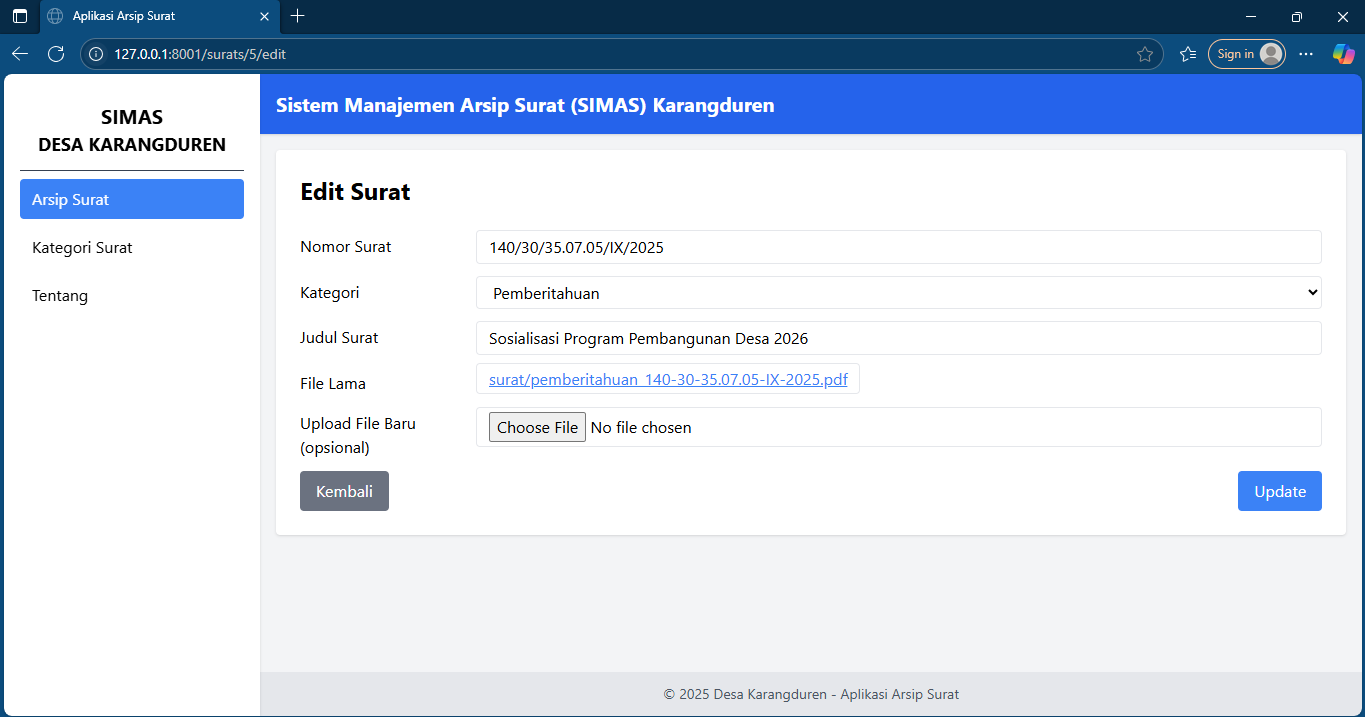 Aplikasi Arsip Surat
127.0.0.1:8001/surats/5/edit
Sign in
SIMAS
DESA KARANGDUREN
Arsip Surat
Kategori Surat
Tentang
Sistem Manajemen Arsip Surat (SIMAS) Karangduren
Edit Surat
Nomor Surat
140/30/35.07.05/IX/2025
Kategori
Pemberitahuan
Judul Surat
Sosialisasi Program Pembangunan Desa 2026
File Lama
surat/pemberitahuan_140-30-35.07.05-IX-2025.pdf
Upload File Baru
(opsional)
Choose File No file chosen
Kembali
Update
© 2025 Desa Karangduren - Aplikasi Arsip Surat